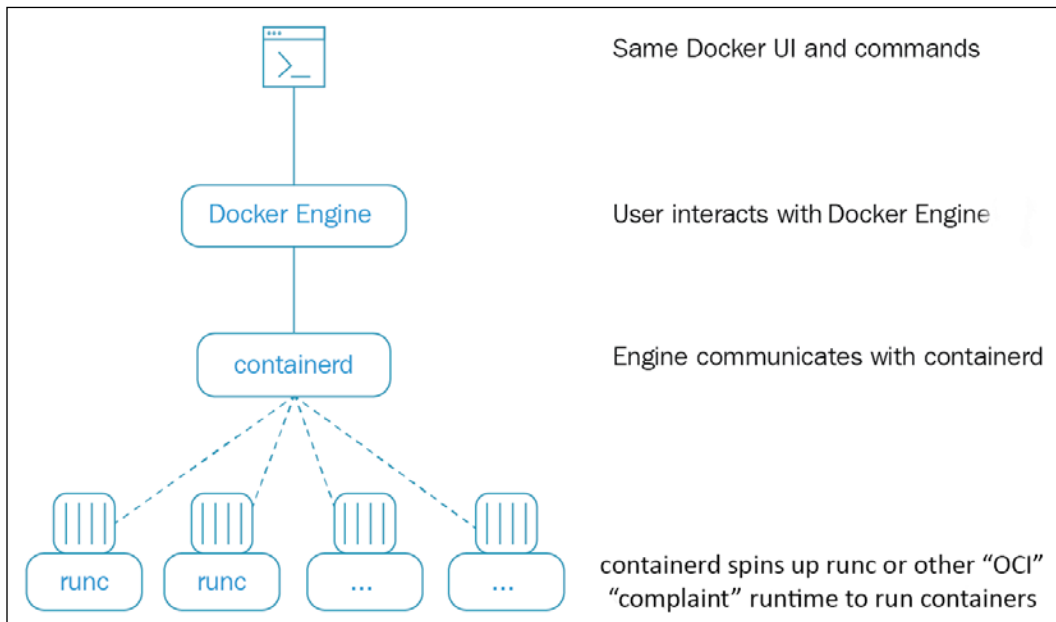 >_
Same Docker UI and commands
Docker Engine
User interacts with Docker Engine
containerd
Engine communicates with containerd
runc
runc
...
...
containerd spins up runc or other “OCI”
“complaint” runtime to run containers